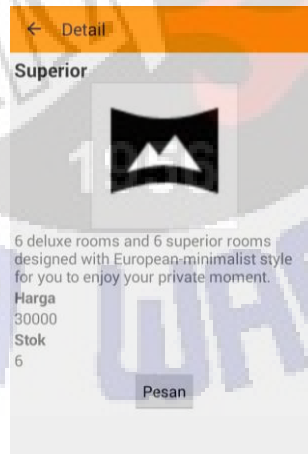 Detail
Superior
6 deluxe rooms and 6 superior rooms
designed with European-minimalist style
for you to enjoy your private moment.
Harga
30000
Stok
6
Pesan
1956